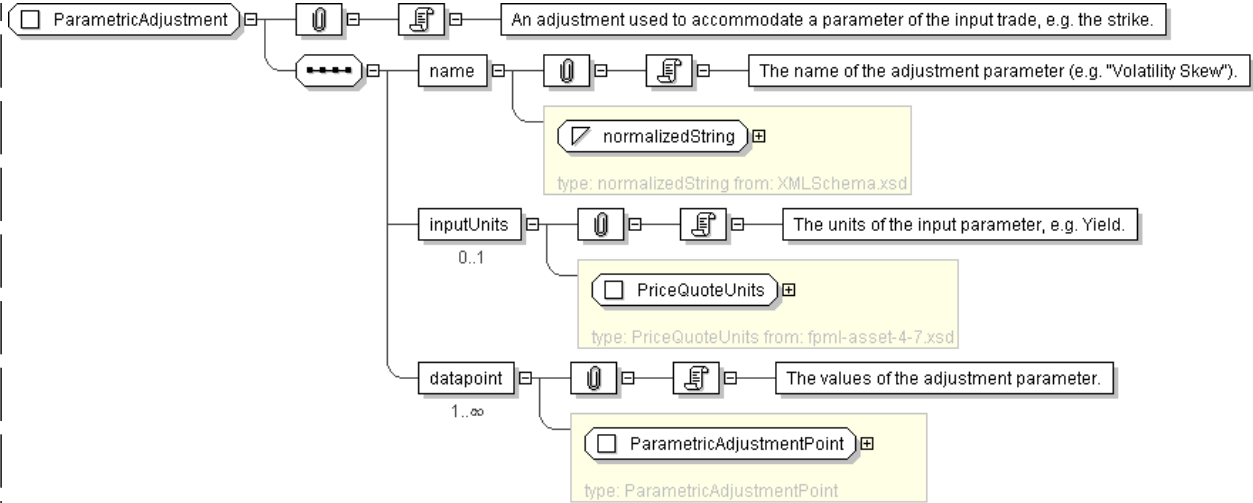 ParametricAdjustment
An adjustment used to accommodate a parameter of the input trade, e.g. the strike.
name
The name of the adjustment parameter (e.g. "Volatility Skew").
normalizedString
type: normalizedString from: XMLSchema.xsd
inputUnits
The units of the input parameter, e.g. Yield.
0..1
PriceQuoteUnits
type: PriceQuoteUnits from: fpml-asset-4-7.xsd
datapoint
The values of the adjustment parameter.
1..∞
ParametricAdjustmentPoint
type: ParametricAdjustmentPoint